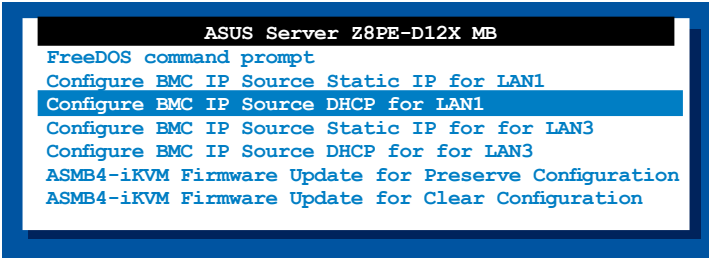 ASUS Server Z8PE-D12X MB
FreeDOS command prompt
Configure BMC IP Source Static IP for LAN1
Configure BMC IP Source DHCP for LAN1
Configure BMC IP Source Static IP for for LAN3
Configure BMC IP Source DHCP for for LAN3
ASMB4-iKVM Firmware Update for Preserve Configuration
ASMB4-iKVM Firmware Update for Clear Configuration